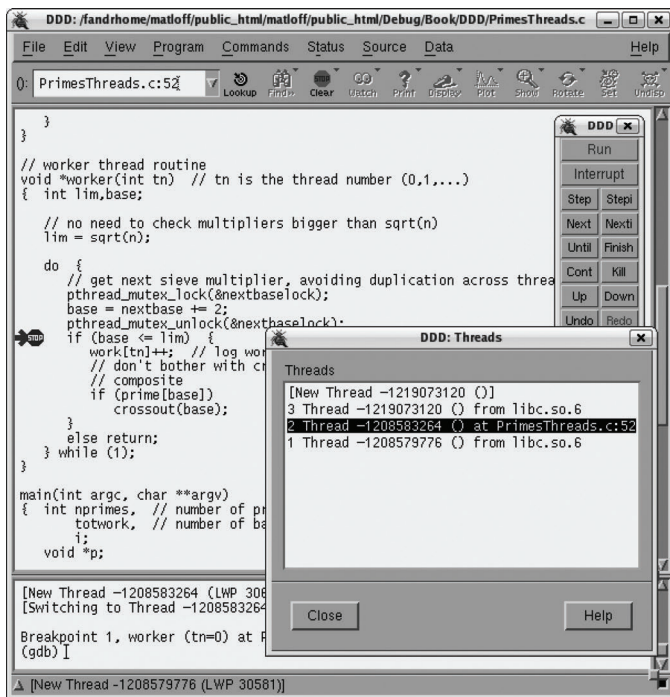 DDD: /fandrhome/matloff/public_html/matloff/public_html/Debug/Book/DDD/PrimesThreads.c
File Edit View Program Commands Status Source Data Help
(): PrimesThreads.c:52
Lookup Find» Clear Watch Print Display Plot Show Rotate Set Undisp
}
}
// worker thread routine
void *worker(int tn) // tn is the thread number (0,1,...)
{ int lim,base;
// no need to check multipliers bigger than sqrt(n)
lim = sqrt(n);
do {
// get next sieve multiplier, avoiding duplication across threa
pthread_mutex_lock(&nextbaselock);
base = nextbase += 2;
pthread_mutex_unlock(&nextbaselock);
STOP
if (base <= lim) {
work[tn]++; // log wor
// don't bother with cr
// composite
if (prime[base])
crossout(base);
}
else return;
} while (1);
}
main(int argc, char **argv)
{ int nprimes, // number of pr
totwork, // number of ba
i;
void *p;
DDD
Run
Interrupt
Step Stepi
Next Nexti
Until Finish
Cont Kill
Up Down
Undo Redo
DDD: Threads
Threads
[New Thread -1219073120 ()]
3 Thread -1219073120 () from libc.so.6
2 Thread -1208583264 () at PrimesThreads.c:52
1 Thread -1208579776 () from libc.so.6
Close Help
[New Thread -1208583264 (LWP 306
[Switching to Thread -1208583264
Breakpoint 1, worker (tn=0) at P
(gdb)
[New Thread -1208579776 (LWP 30581)]